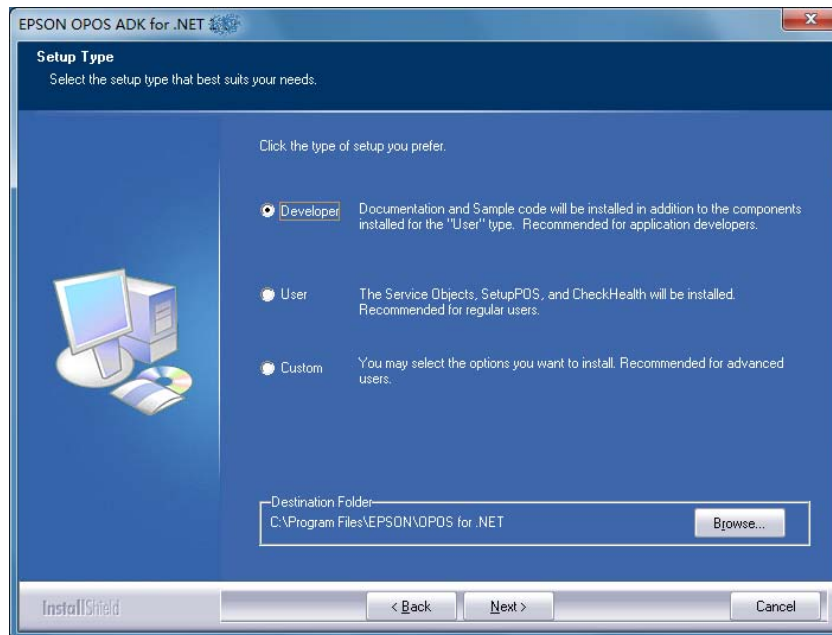 EPSON OPOS ADK for .NET
Setup Type
Select the setup type that best suits your needs.
Click the type of setup you prefer.
Developer
Documentation and Sample code will be installed in addition to the components
installed for the "User" type. Recommended for application developers.
User
The Service Objects, SetupPOS, and CheckHealth will be installed.
Recommended for regular users.
Custom
You may select the options you want to install. Recommended for advanced
users.
Destination Folder
C:\Program Files\EPSON\OPOS for .NET
Browse...
InstallShield
< Back
Next >
Cancel